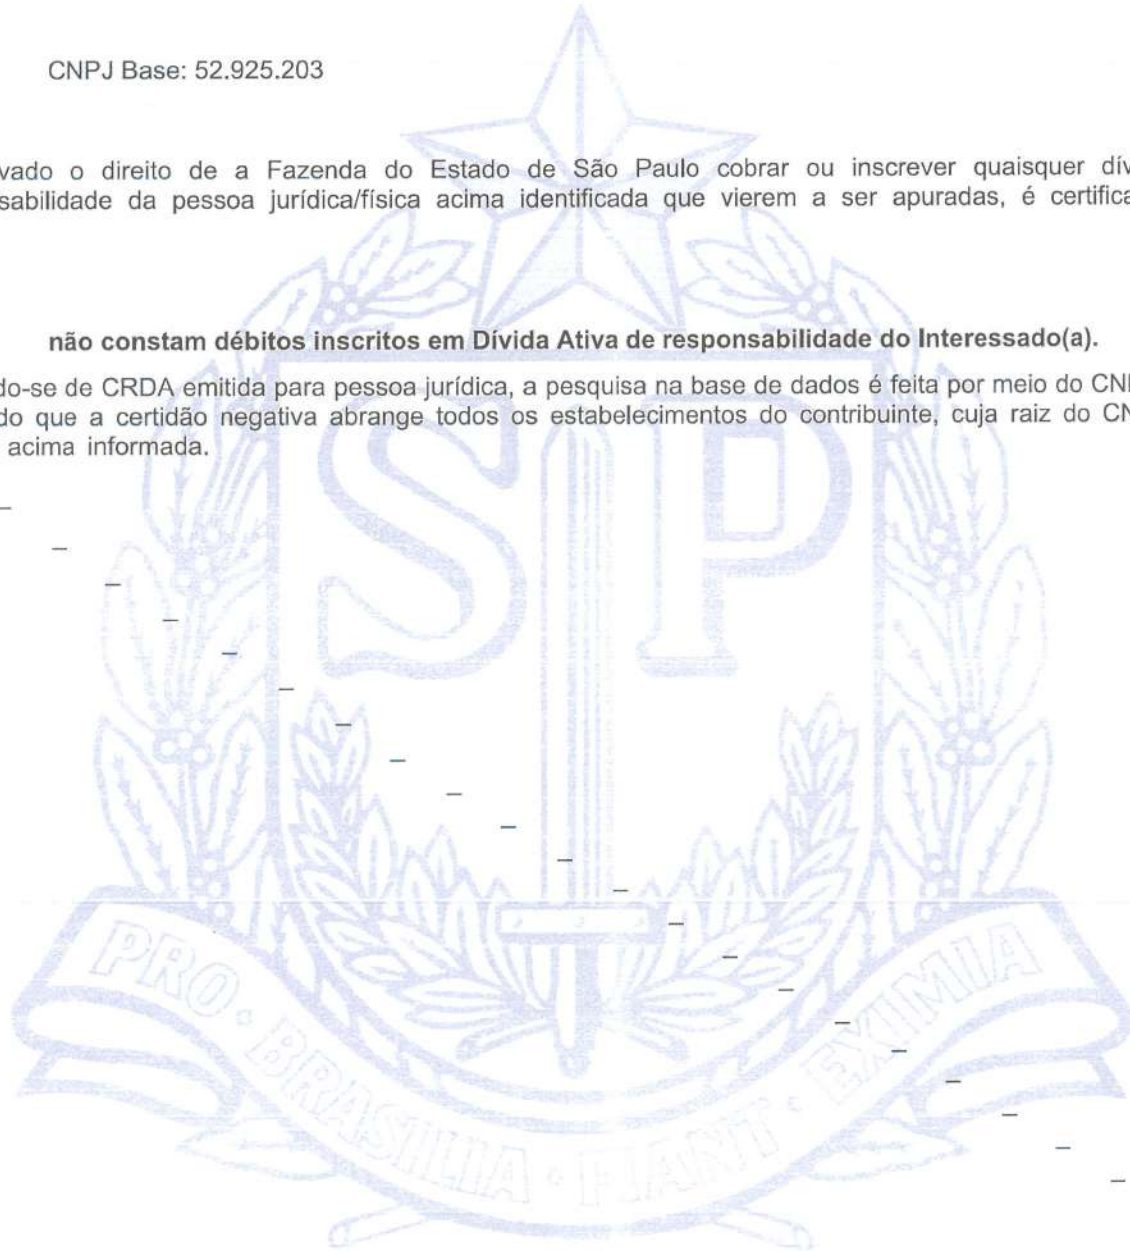 CNPJ Base: 52.925.203
vado o direito de a Fazenda do Estado de São Paulo cobrar ou inscrever quaisquer dív
sabilidade da pessoa jurídica/física acima identificada que vierem a ser apuradas, é certifica
não constam débitos inscritos em Dívida Ativa de responsabilidade do Interessado(a).
do-se de CRDA emitida para pessoa jurídica, a pesquisa na base de dados é feita por meio do CN
do que a certidão negativa abrange todos os estabelecimentos do contribuinte, cuja raiz do CN
acima informada.
SP
PRO · BRASILIA · FIANT · EXIMIA